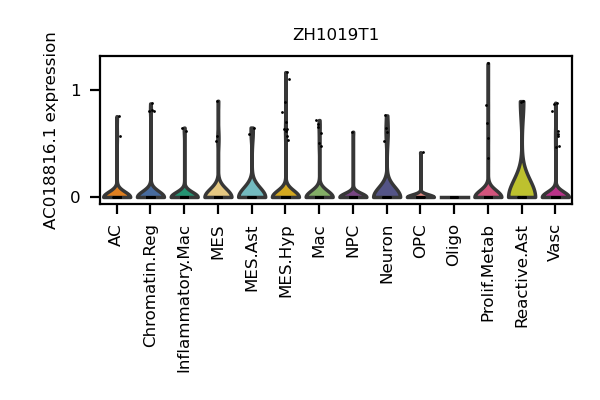 ZH1019T1
AC018816.1 expression
1
0
AC
Chromatin.Reg
Inflammatory.Mac
MES
MES.Ast
MES.Hyp
Mac
NPC
Neuron
OPC
Oligo
Prolif.Metab
Reactive.Ast
Vasc